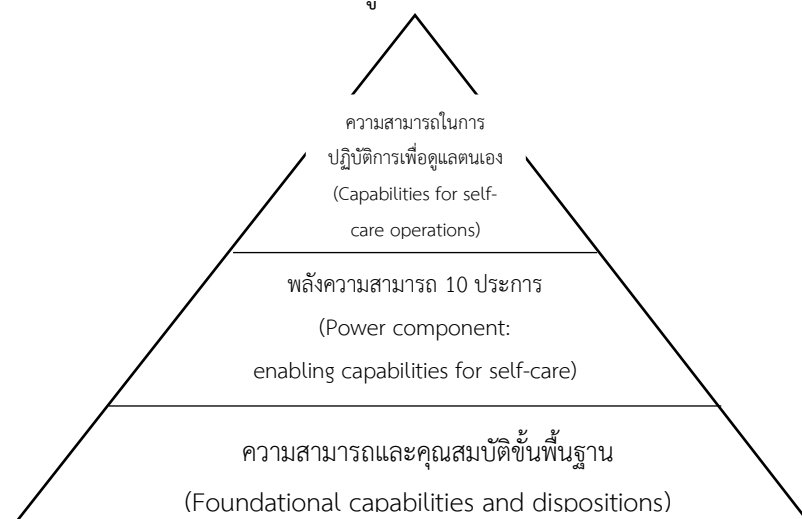 ความสามารถในการ
ปฏิบัติการเพื่อดูแลตนเอง
(Capabilities for self-
care operations)
พลังความสามารถ 10 ประการ
(Power component:
enabling capabilities for self-care)
ความสามารถและคุณสมบัติขั้นพื้นฐาน
(Foundational capabilities and dispositions)